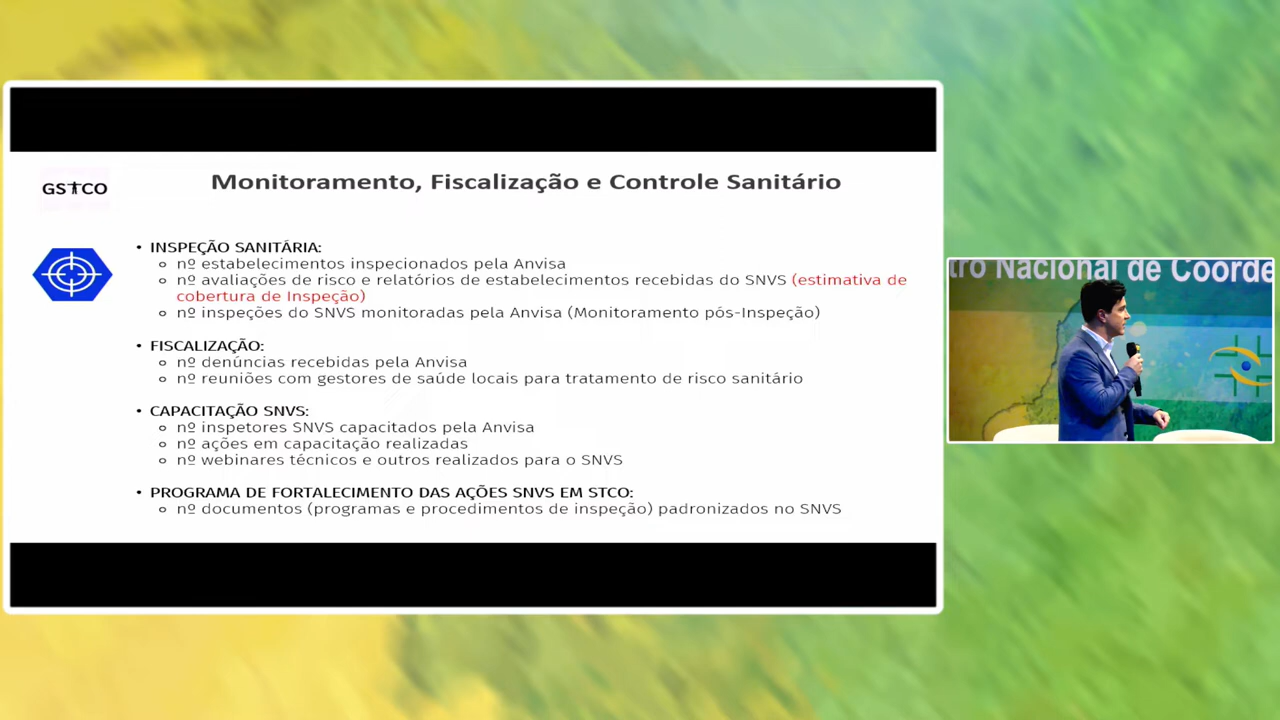 GSTCO
Monitoramento, Fiscalização e Controle Sanitário
• INSPEÇÃO SANITÁRIA:
nº estabelecimentos inspecionados pela Anvisa
nº avaliações de risco e relatórios de estabelecimentos recebidas do SNVS (estimativa de
cobertura de Inspeção)
nº inspeções do SNVS monitoradas pela Anvisa (Monitoramento pós-Inspeção)
• FISCALIZAÇÃO:
nº denúncias recebidas pela Anvisa
nº reuniões com gestores de saúde locais para tratamento de risco sanitário
• CAPACITAÇÃO SNVS:
nº inspetores SNVS capacitados pela Anvisa
nº ações em capacitação realizadas
nº webinares técnicos e outros realizados para o SNVS
• PROGRAMA DE FORTALECIMENTO DAS AÇÕES SNVS EM STCO:
nº documentos (programas e procedimentos de inspeção) padronizados no SNVS
tro Nacional de Coorde